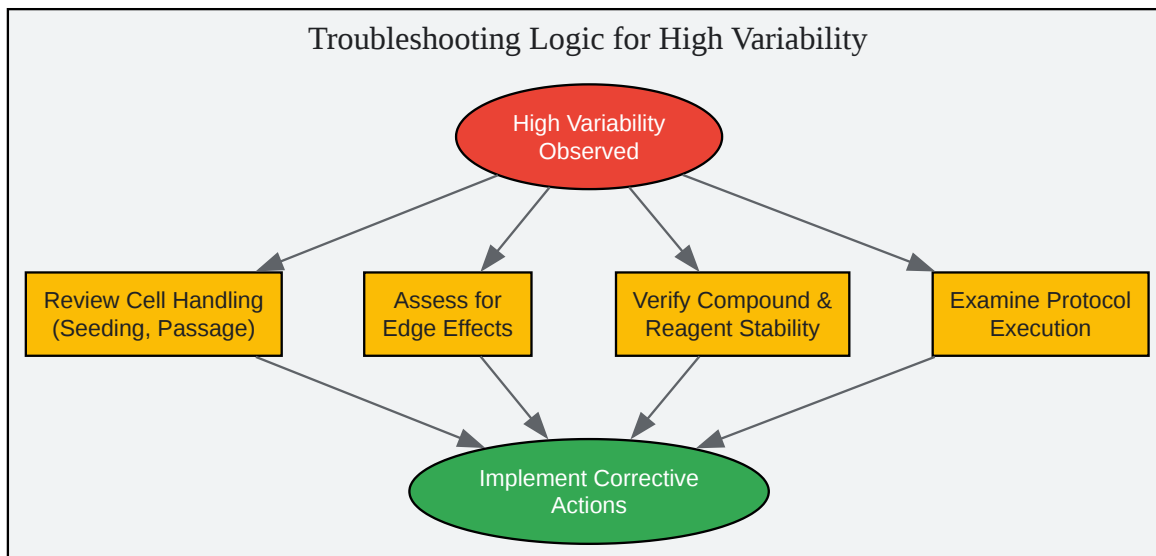 Troubleshooting Logic for High Variability
High Variability
Observed
Review Cell Handling
(Seeding, Passage)
Assess for
Edge Effects
Verify Compound &
Reagent Stability
Examine Protocol
Execution
Implement Corrective
Actions